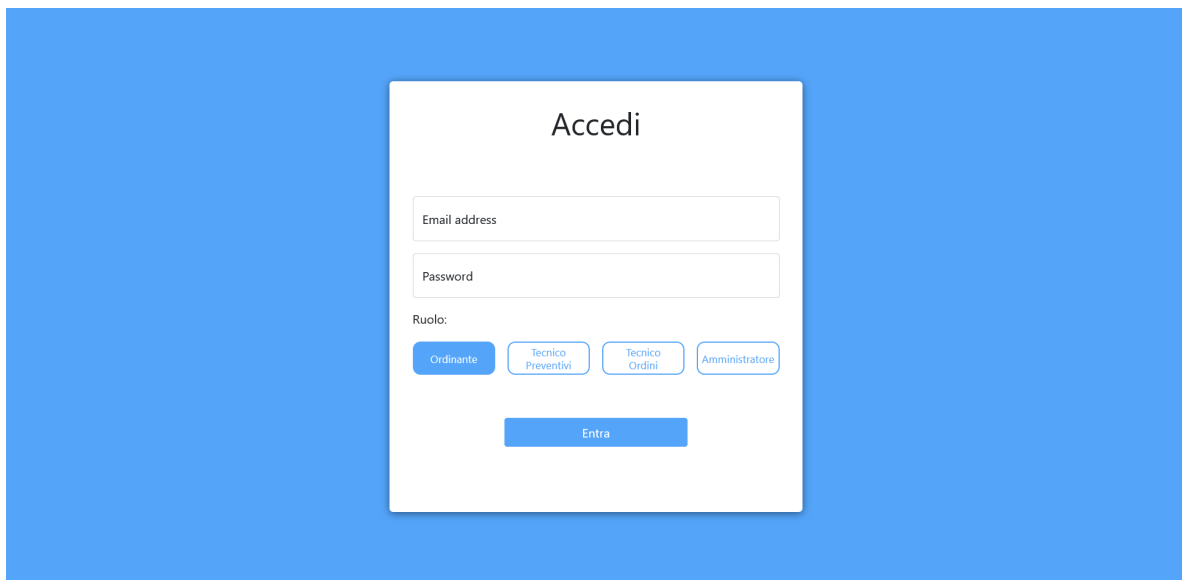 Accedi
Email address
Password
Ruolo:
Ordinante
Tecnico
Preventivi
Tecnico
Ordini
Amministratore
Entra